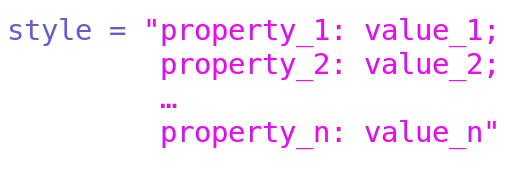 style = "property_1: value_1;
property_2: value_2;
…
property_n: value_n"